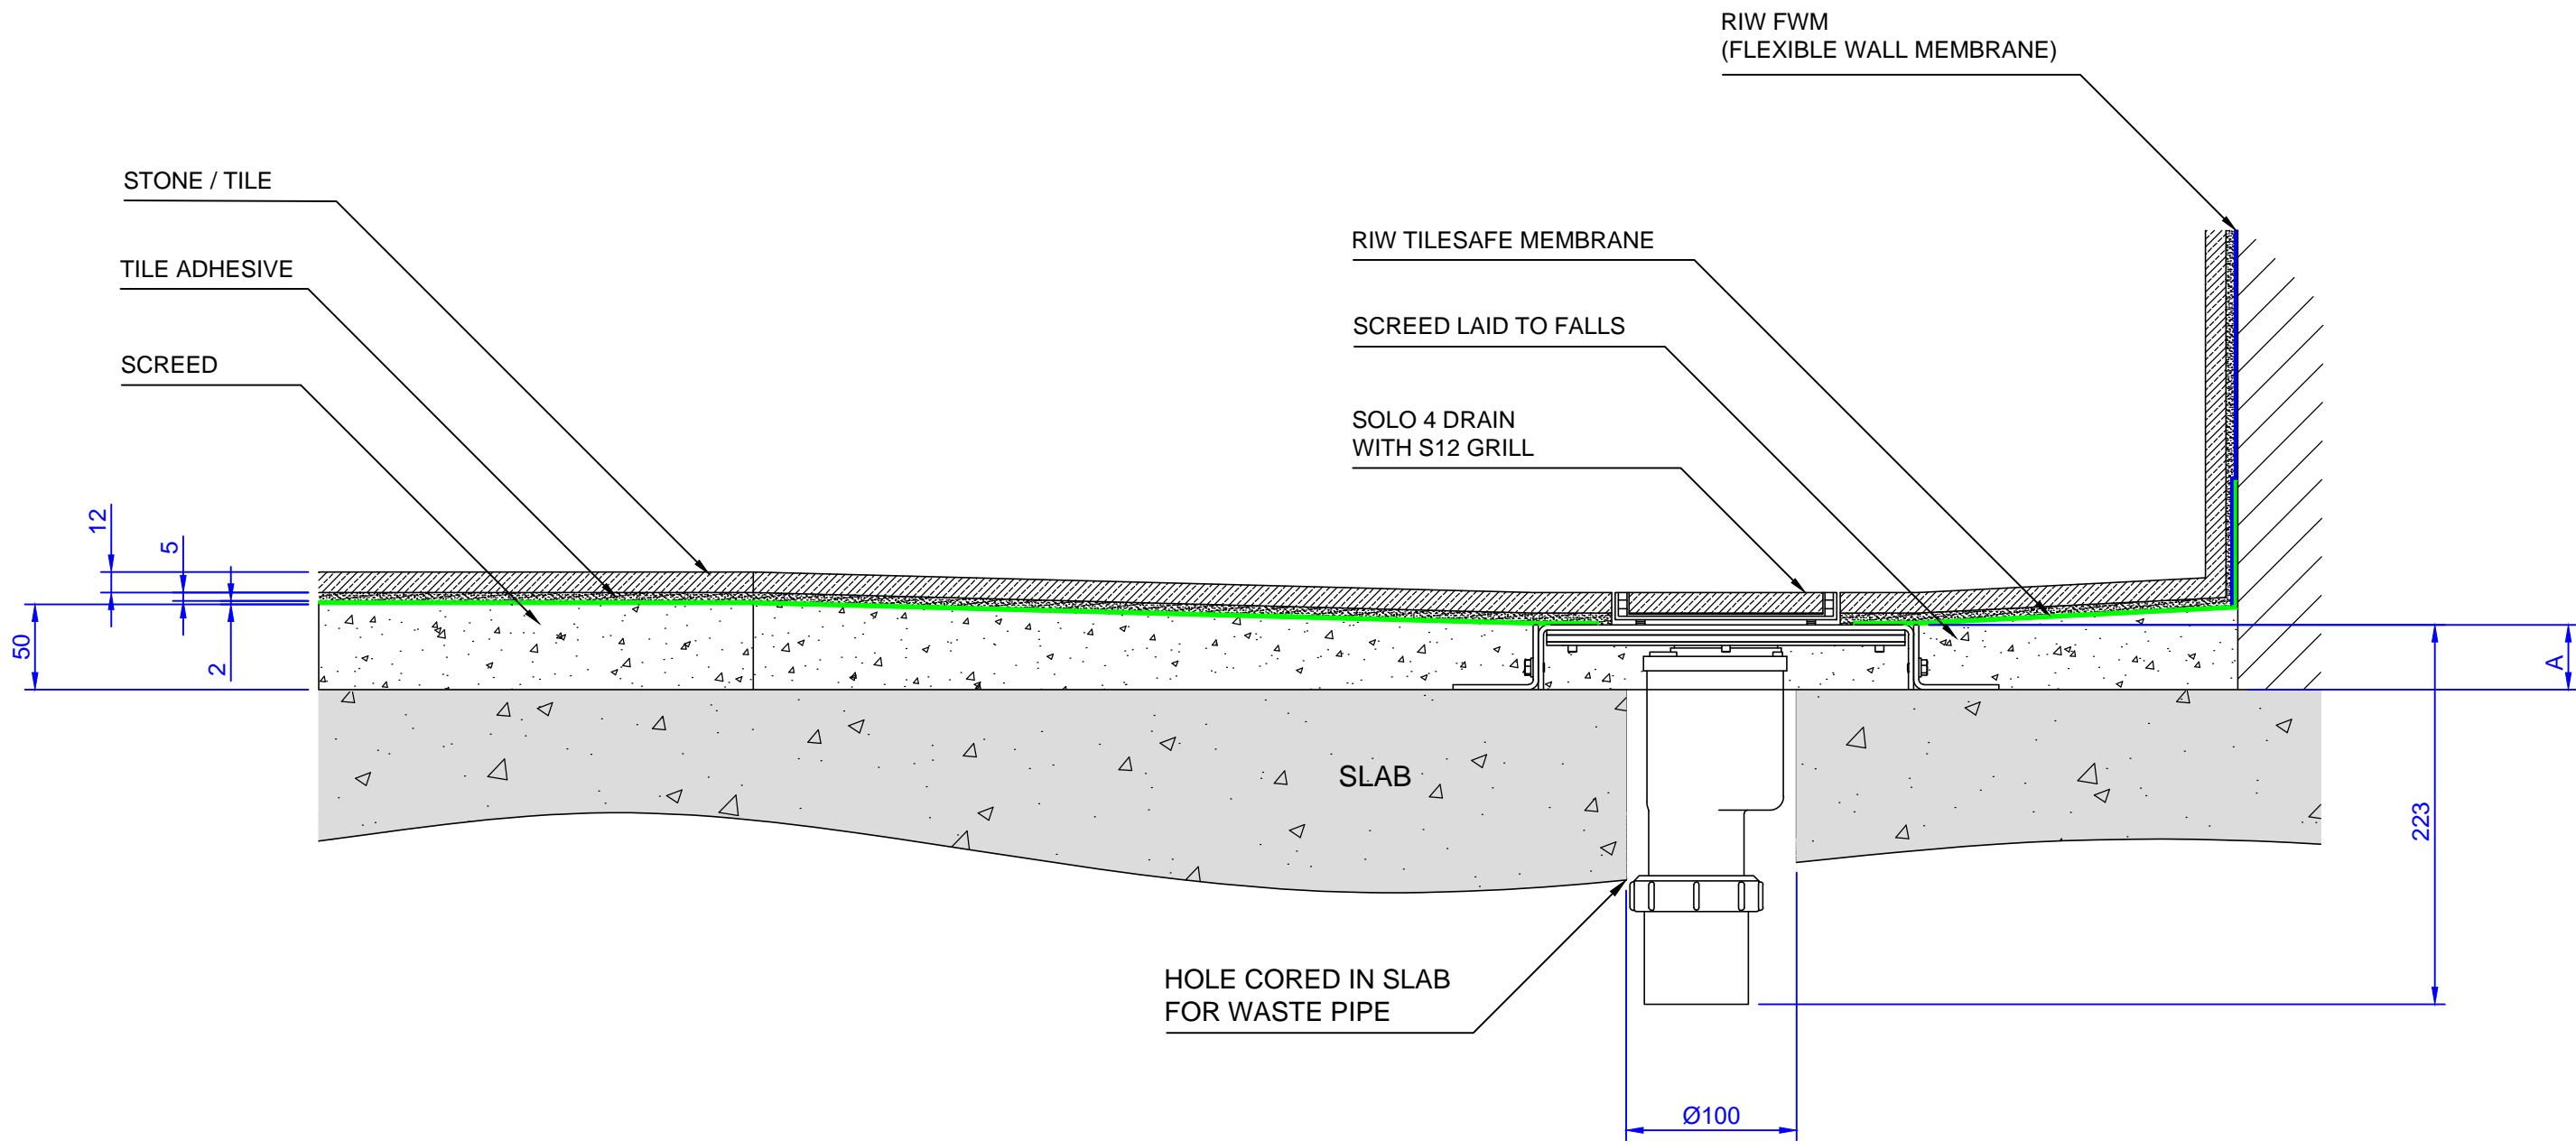 RIW FWM
(FLEXIBLE WALL MEMBRANE)
STONE / TILE
TILE ADHESIVE
SCREED
RIW TILESAFE MEMBRANE
SCREED LAID TO FALLS
SOLO 4 DRAIN
WITH S12 GRILL
12
5
50
2
A
SLAB
223
HOLE CORED IN SLAB
FOR WASTE PIPE
Ø100